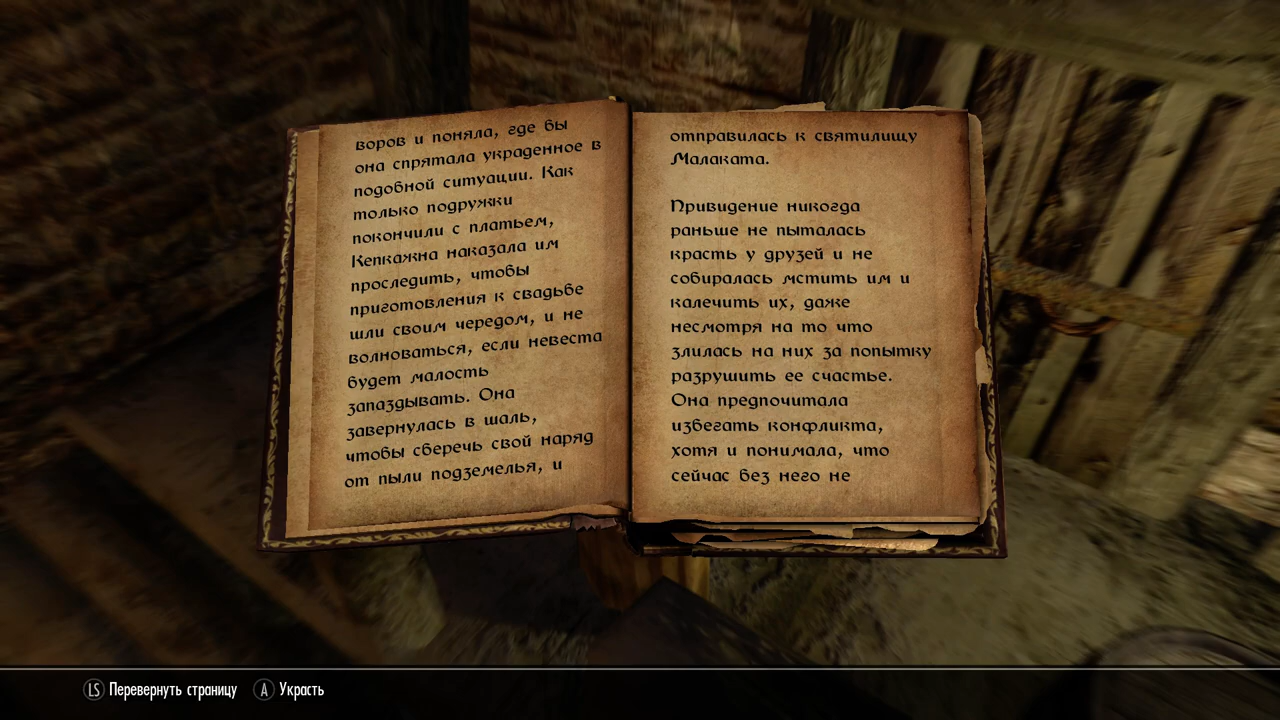 воров и поняла, где бы
она спрятала украденное в
подобной ситуации. Как
только подружки
покончили с платьем,
Кепкажна наказала им
проследить, чтобы
приготовления к свадьбе
шли своим чередом, и не
волноваться, если невеста
будет малость
запаздывать. Она
завернулась в шаль,
чтобы сберечь свой наряд
от пыли подземелья, и
отправилась к святилищу
Малаката.
Привидение никогда
раньше не пыталась
красть у друзей и не
собиралась мстить им и
калечить их, даже
несмотря на то что
злилась на них за попытку
разрушить ее счастье.
Она предпочитала
избегать конфликта,
хотя и понимала, что
сейчас без него не
LS Перевернуть страницу A Украсть